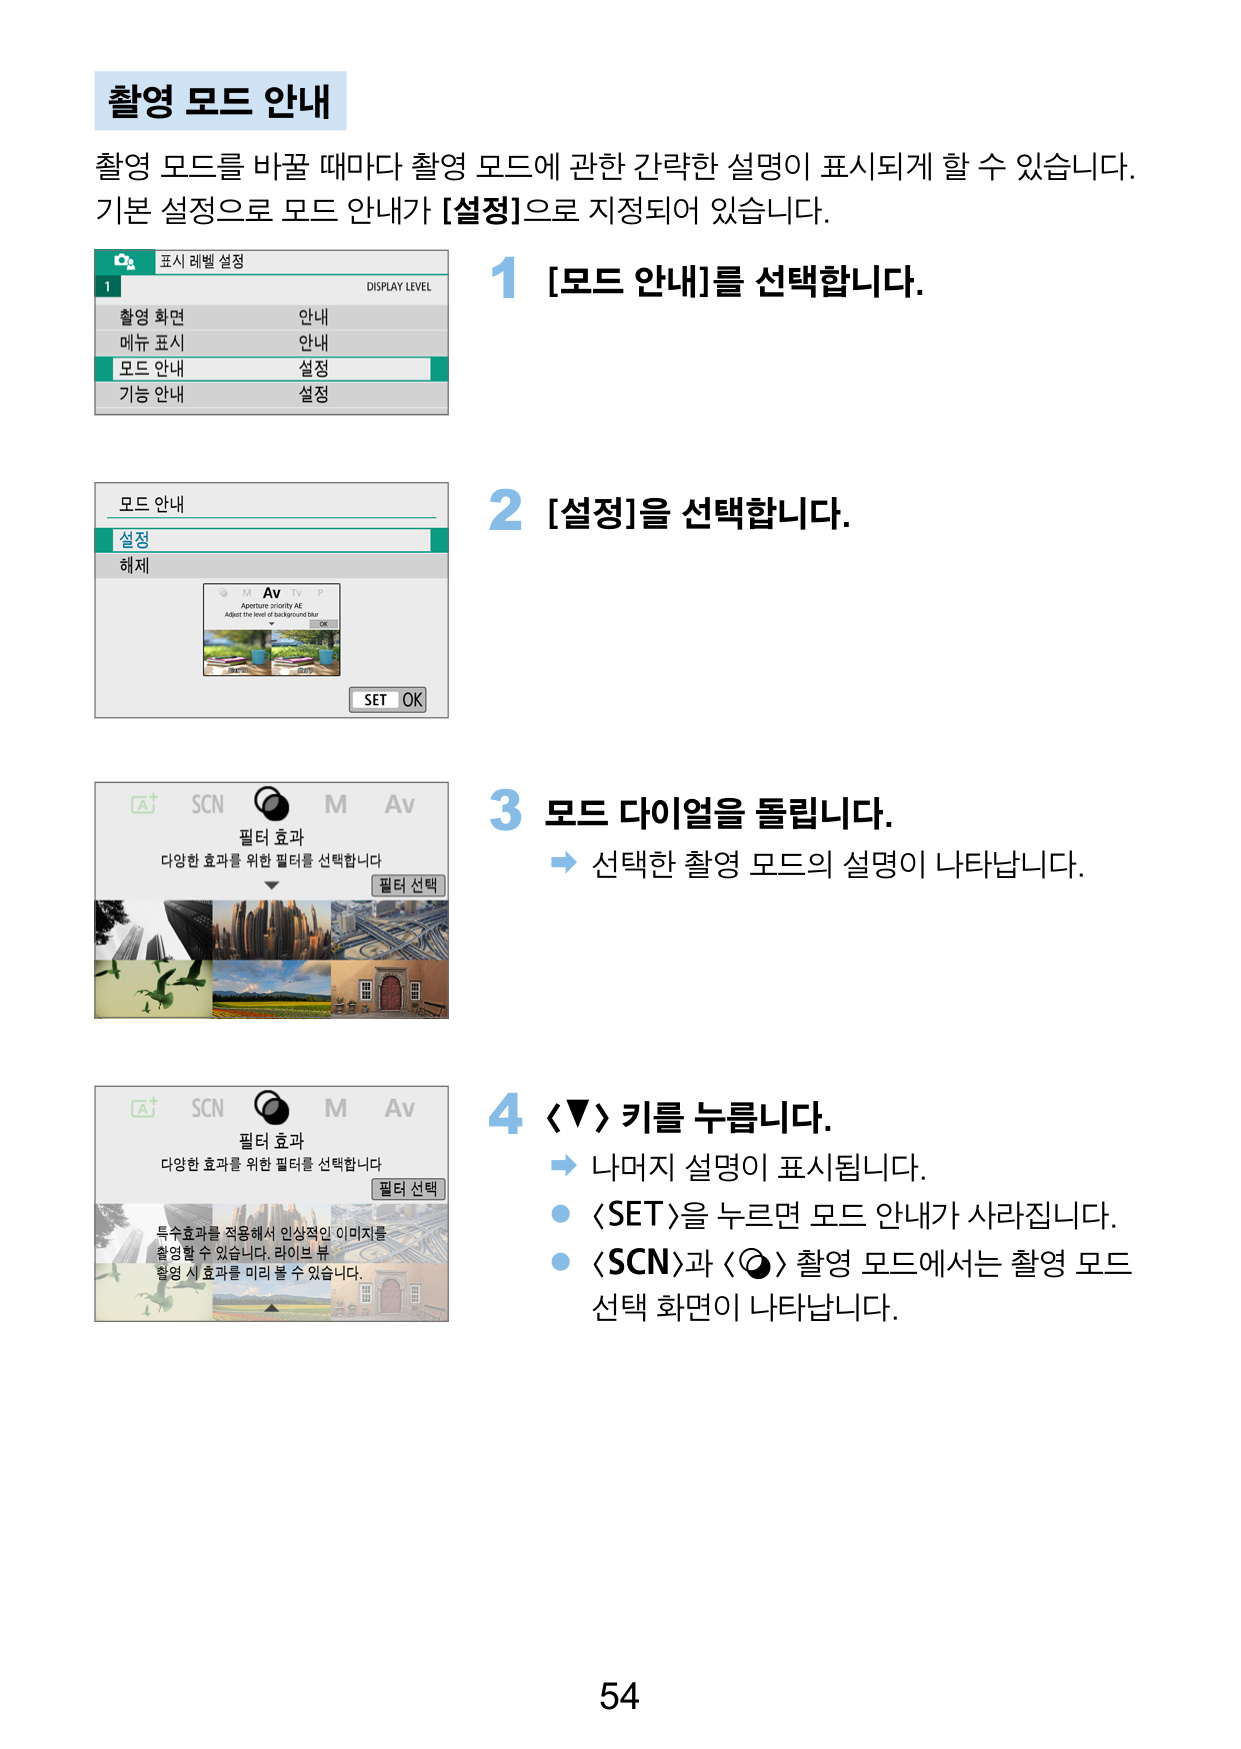 촬영 모드 안내
촬영 모드를 바꿀 때마다 촬영 모드에 관한 간략한 설명이 표시되게 할 수 있습니다.
기본 설정으로 모드 안내가 [설정]으로 지정되어 있습니다.
표시 레벨 설정
1
DISPLAY LEVEL
촬영 화면 안내
메뉴 표시 안내
모드 안내 설정
기능 안내 설정
1 [모드 안내]를 선택합니다.
모드 안내
설정
해제
M Av Tv P
Aperture priority AE
Adjust the level of background blur
OK
SET OK
2 [설정]을 선택합니다.
A+ SCN M Av
필터 효과
다양한 효과를 위한 필터를 선택합니다
필터 선택
3 모드 다이얼을 돌립니다.
➡ 선택한 촬영 모드의 설명이 나타납니다.
A+ SCN M Av
필터 효과
다양한 효과를 위한 필터를 선택합니다
필터 선택
특수효과를 적용해서 인상적인 이미지를
촬영할 수 있습니다. 라이브 뷰
촬영 시 효과를 미리 볼 수 있습니다.
4 〈▼〉 키를 누릅니다.
➡ 나머지 설명이 표시됩니다.
● 〈SET〉을 누르면 모드 안내가 사라집니다.
● 〈SCN〉과 〈〉 촬영 모드에서는 촬영 모드
선택 화면이 나타납니다.
54